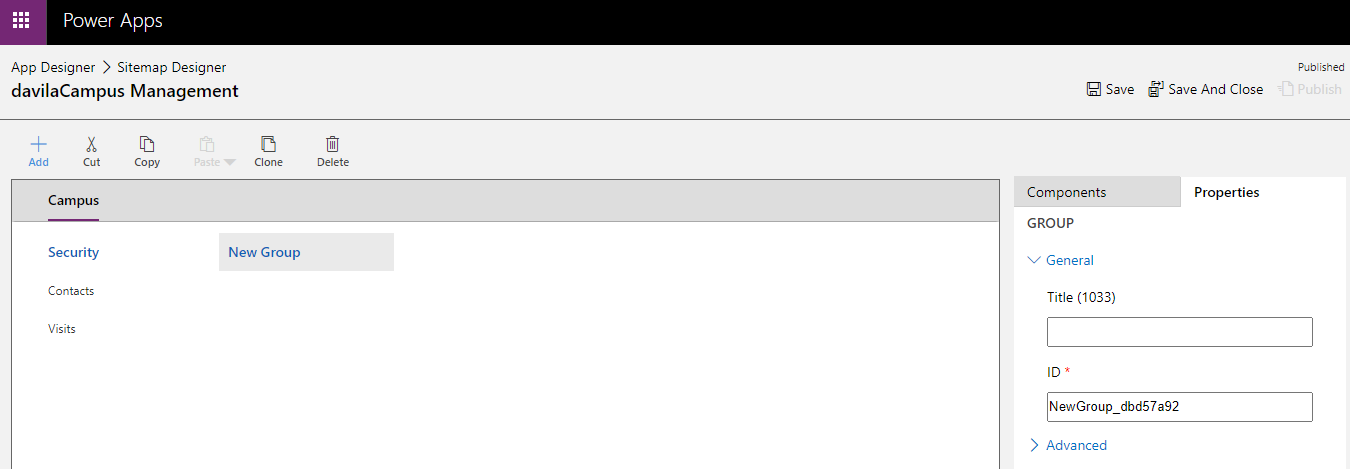 Power Apps
App Designer > Sitemap Designer
Published
davilaCampus Management
Save
Save And Close
Publish
Add
Cut
Copy
Paste
Clone
Delete
Campus
Components
Properties
GROUP
Security
New Group
General
Contacts
Title (1033)
Visits
ID *
NewGroup_dbd57a92
Advanced